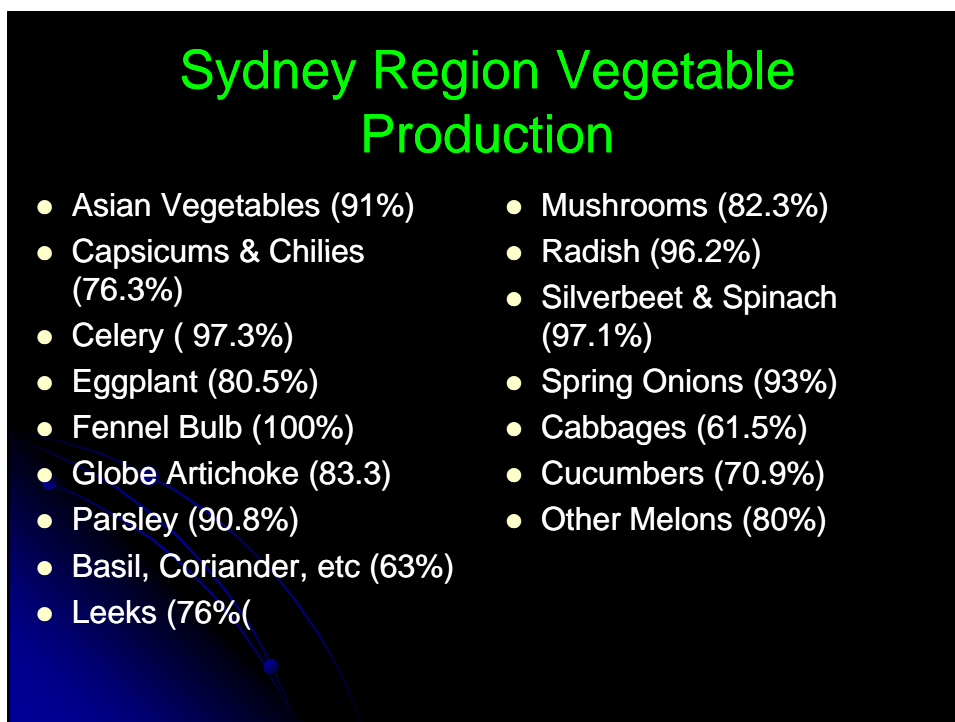 Sydney Region Vegetable
Production
Asian Vegetables (91%)
Capsicums & Chilies
(76.3%)
Celery ( 97.3%)
Eggplant (80.5%)
Fennel Bulb (100%)
Globe Artichoke (83.3)
Parsley (90.8%)
Basil, Coriander, etc (63%)
Leeks (76%(
Mushrooms (82.3%)
Radish (96.2%)
Silverbeet & Spinach
(97.1%)
Spring Onions (93%)
Cabbages (61.5%)
Cucumbers (70.9%)
Other Melons (80%)